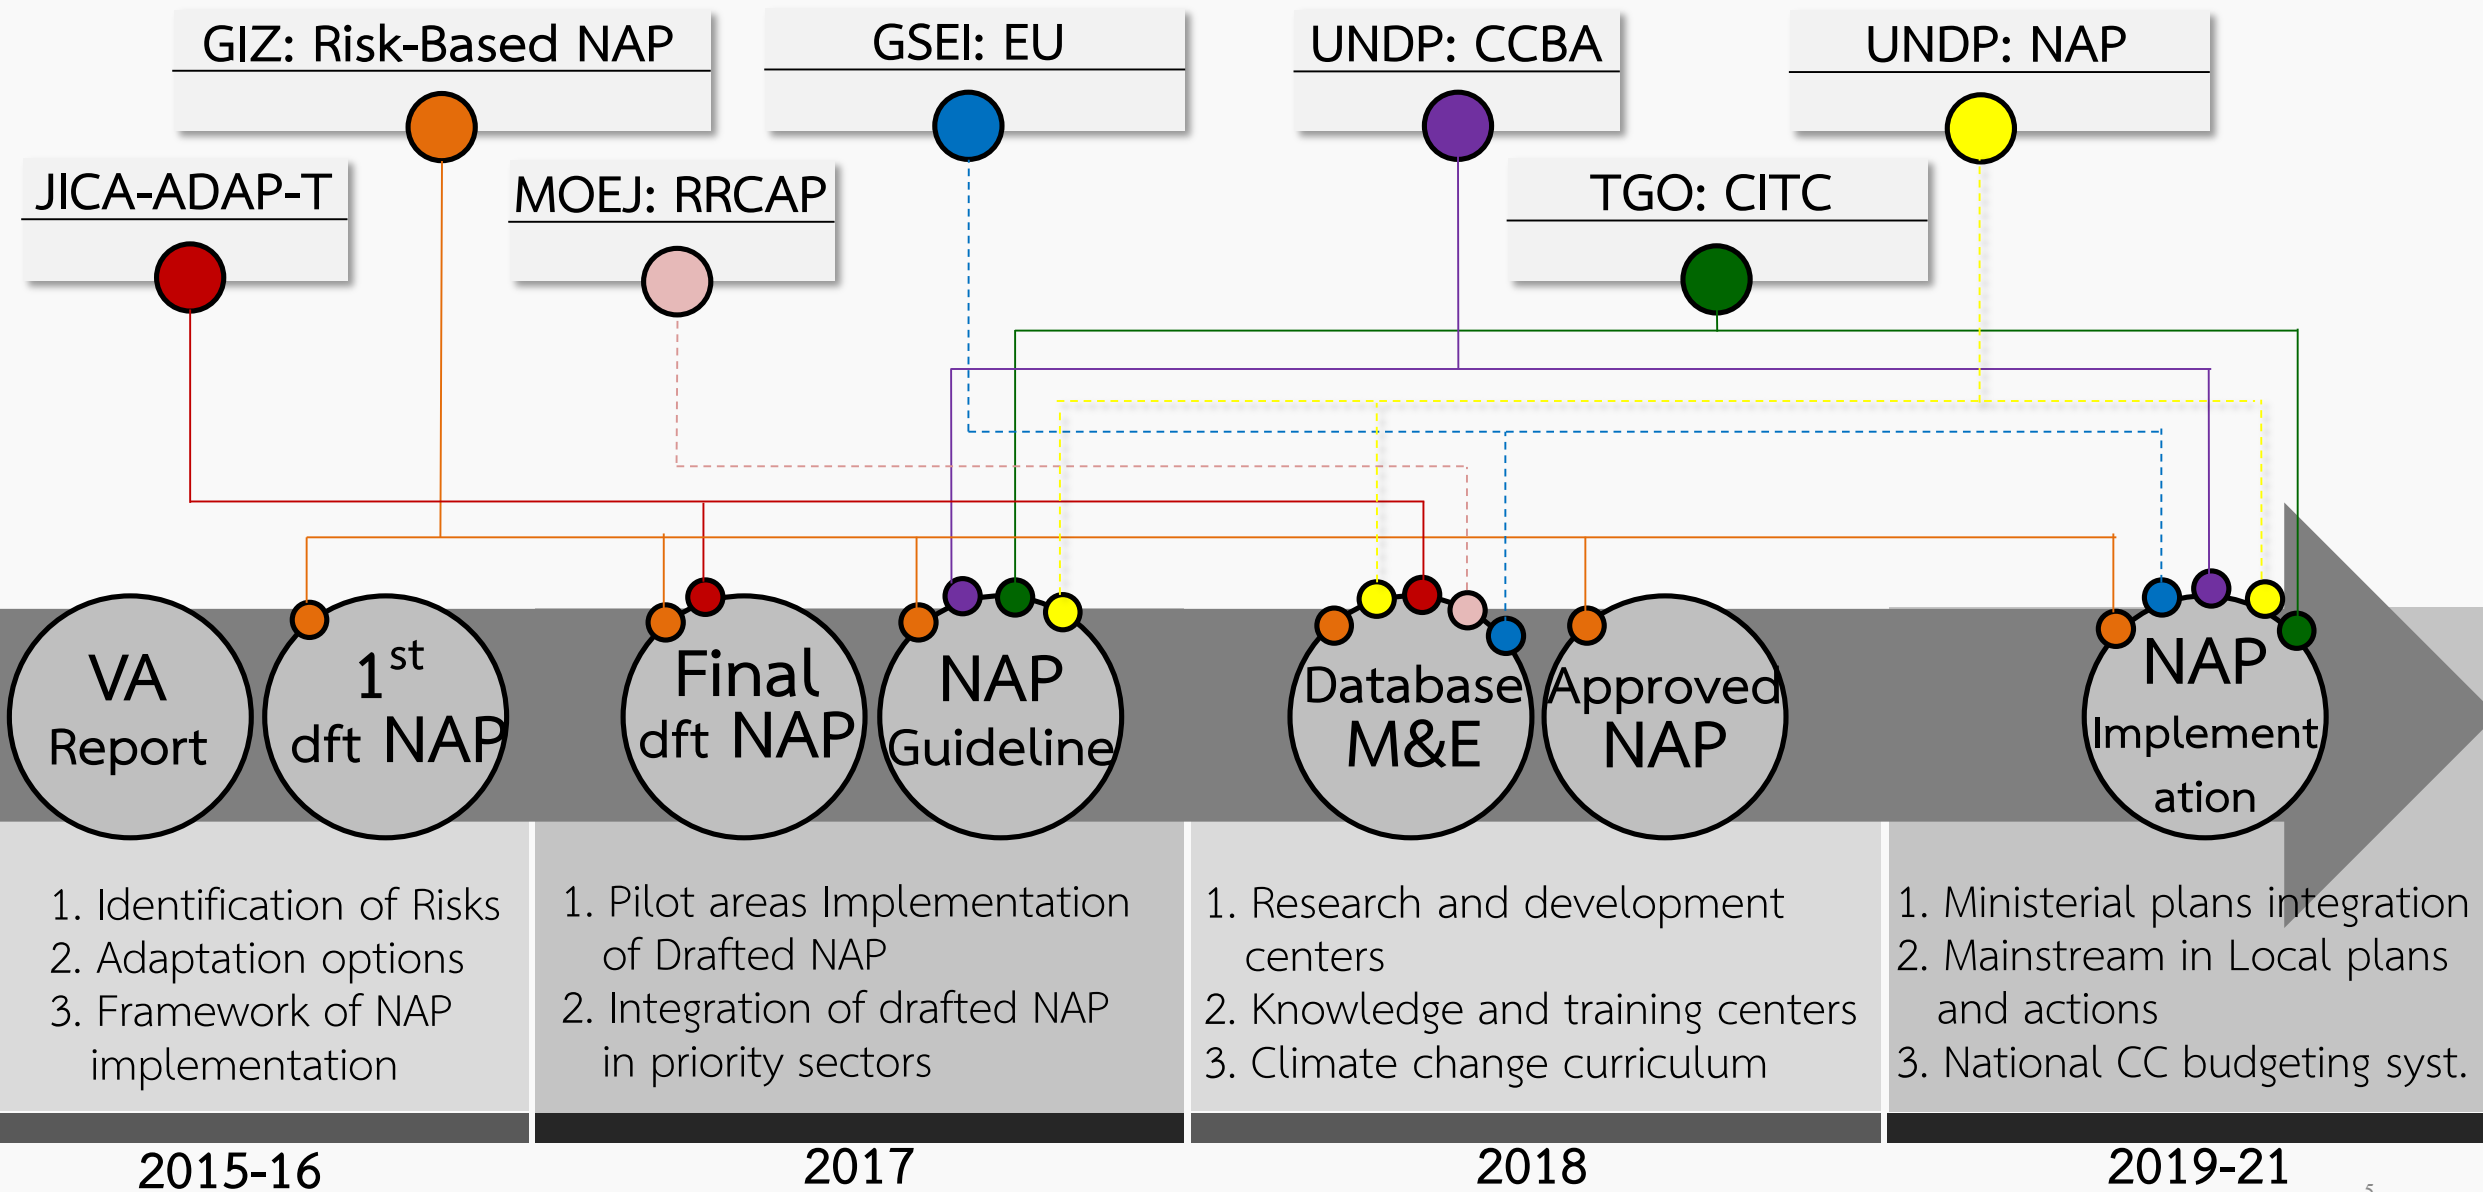 GIZ: Risk-Based NAP
GSEI: EU
UNDP: CCBA
UNDP: NAP
JICA-ADAP-T
MOEJ: RRCAP
TGO: CITC
VA
Report
1st
dft NAP
Final
dft NAP
NAP
Guideline
Database
M&E
Approved
NAP
NAP
Implement
ation
1. Identification of Risks
2. Adaptation options
3. Framework of NAP
implementation
1. Pilot areas Implementation
of Drafted NAP
2. Integration of drafted NAP
in priority sectors
1. Research and development
centers
2. Knowledge and training centers
3. Climate change curriculum
1. Ministerial plans integration
2. Mainstream in Local plans
and actions
3. National CC budgeting syst.
2015-16
2017
2018
2019-21
5